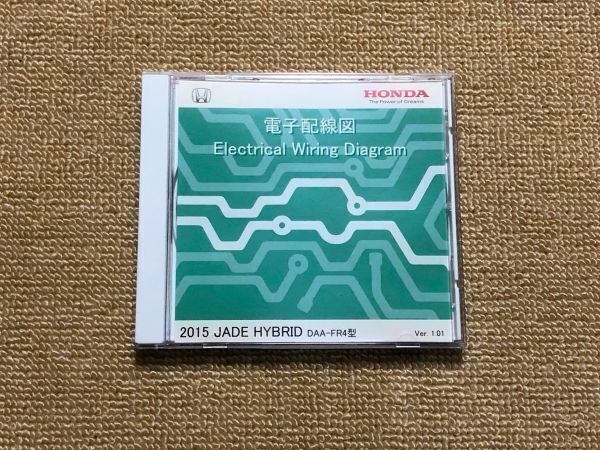 HONDA
The Power of Dreams
電子配線図
Electrical Wiring Diagram
2015 JADE HYBRID DAA-FR4型 Ver. 1.01